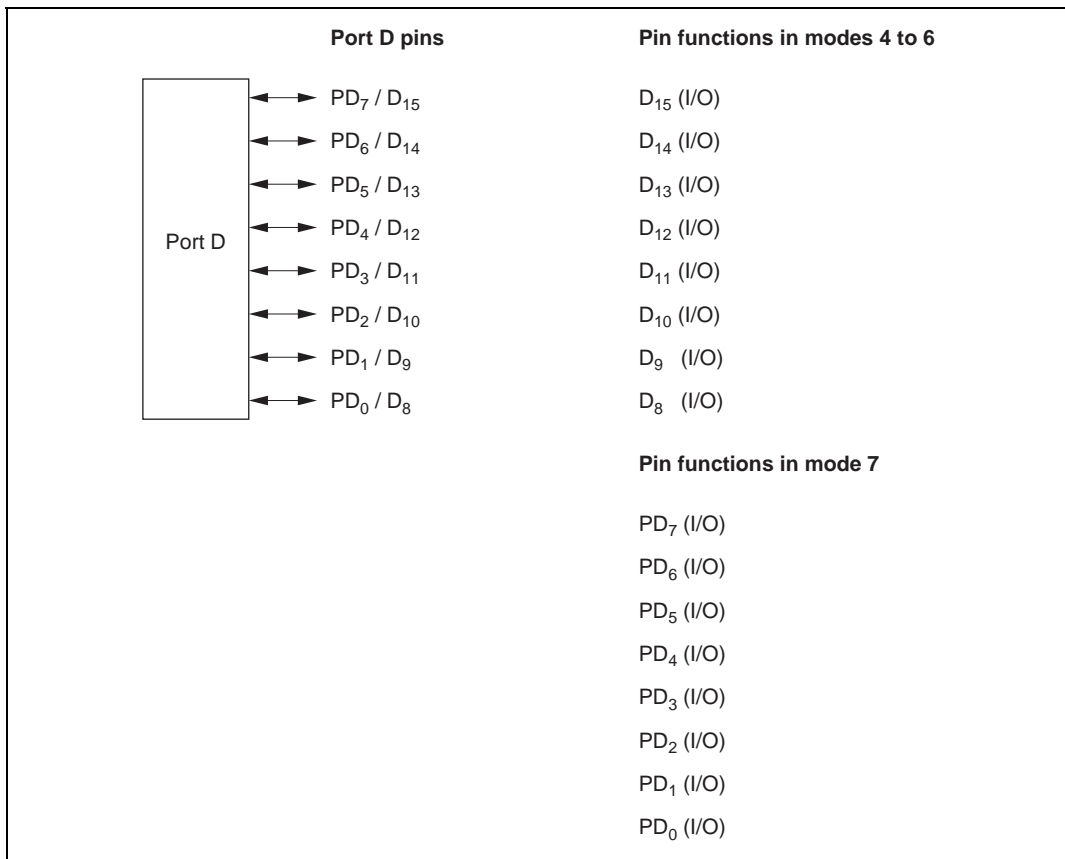 Port D pins Pin functions in modes 4 to 6
PD7 / D15 D15 (I/O)
PD6 / D14 D14 (I/O)
PD5 / D13 D13 (I/O)
PD4 / D12 D12 (I/O)
Port D
PD3 / D11 D11 (I/O)
PD2 / D10 D10 (I/O)
PD1 / D9 D9 (I/O)
PD0 / D8 D8 (I/O)
Pin functions in mode 7
PD7 (I/O)
PD6 (I/O)
PD5 (I/O)
PD4 (I/O)
PD3 (I/O)
PD2 (I/O)
PD1 (I/O)
PD0 (I/O)